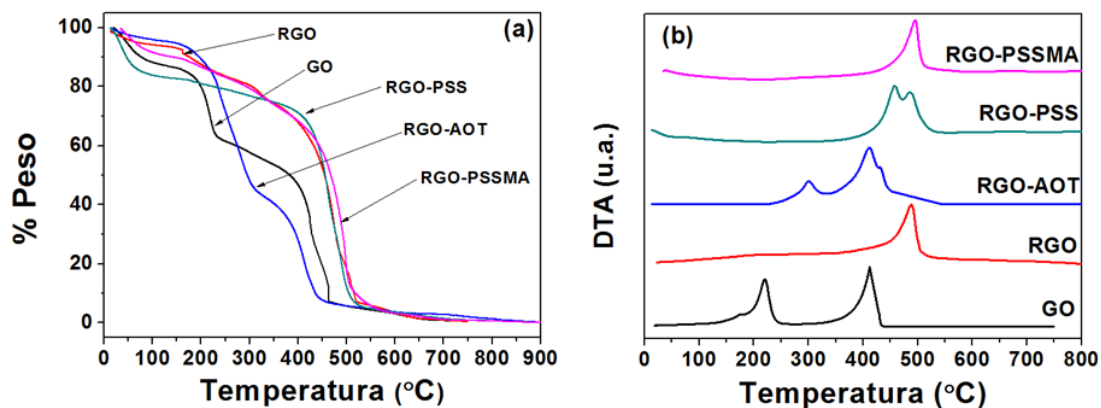 (a)
% Peso
100
80
60
40
20
0
RGO
GO
RGO-PSS
RGO-AOT
RGO-PSSMA
0 100 200 300 400 500 600 700 800 900
Temperatura (°C)
(b)
DTA (u.a.)
RGO-PSSMA
RGO-PSS
RGO-AOT
RGO
GO
0 100 200 300 400 500 600 700 800
Temperatura (°C)